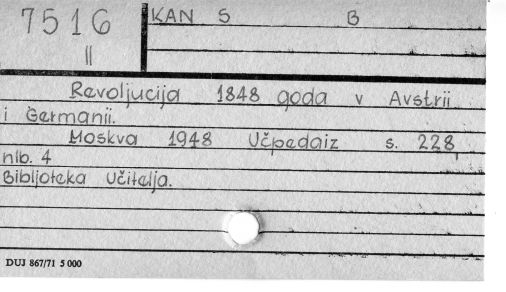 7516
II
KAN S B
Revoljucija 1848 goda v Avstrii
i Germanii.
Moskva 1948 Učpedgiz s. 228,
nlb. 4
Bibljoteka Učitelja.
DUJ 867/71 5 000